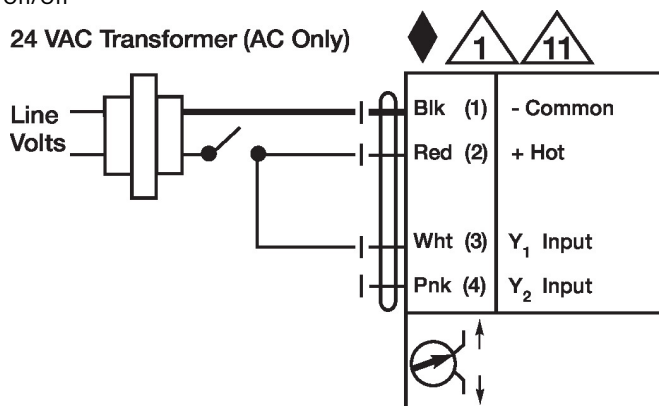 On/Off
24 VAC Transformer (AC Only)
1
11
Line
Volts
Blk (1) - Common
Red (2) + Hot
Wht (3) Y1 Input
Pnk (4) Y2 Input